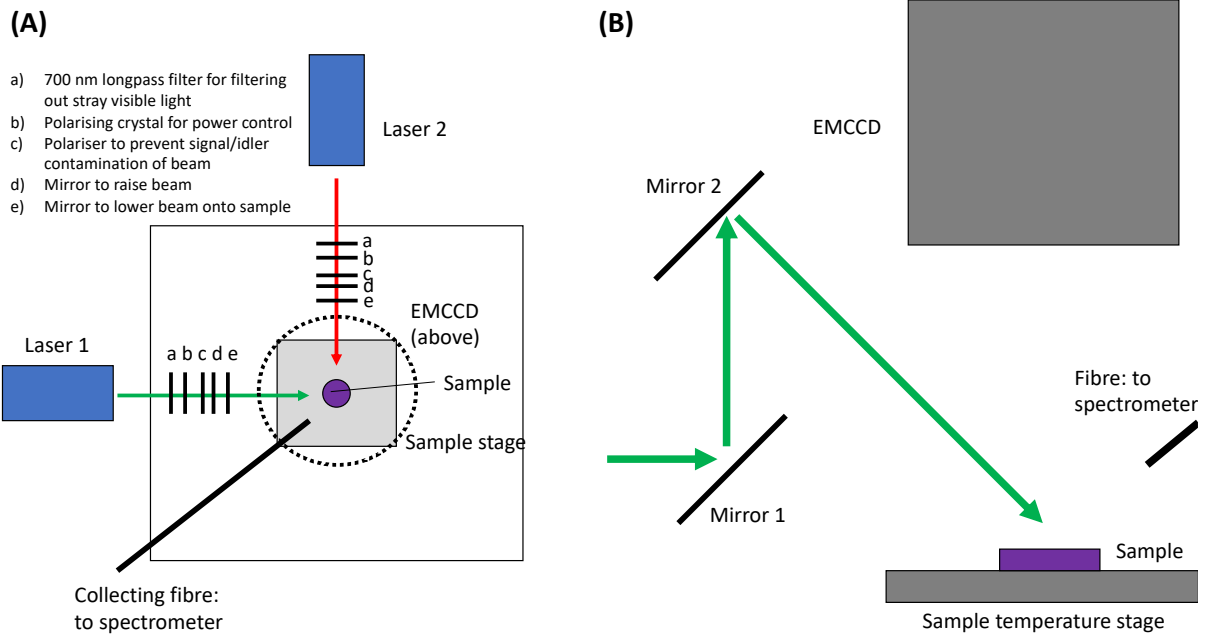 (A)
a) 700 nm longpass filter for filtering
out stray visible light
b) Polarising crystal for power control
c) Polariser to prevent signal/idler
contamination of beam
d) Mirror to raise beam
e) Mirror to lower beam onto sample
Laser 2
a
b
c
d
e
EMCCD
(above)
Laser 1
a b c d e
Sample
Sample stage
Collecting fibre:
to spectrometer
(B)
EMCCD
Mirror 2
Fibre: to
spectrometer
Mirror 1
Sample
Sample temperature stage